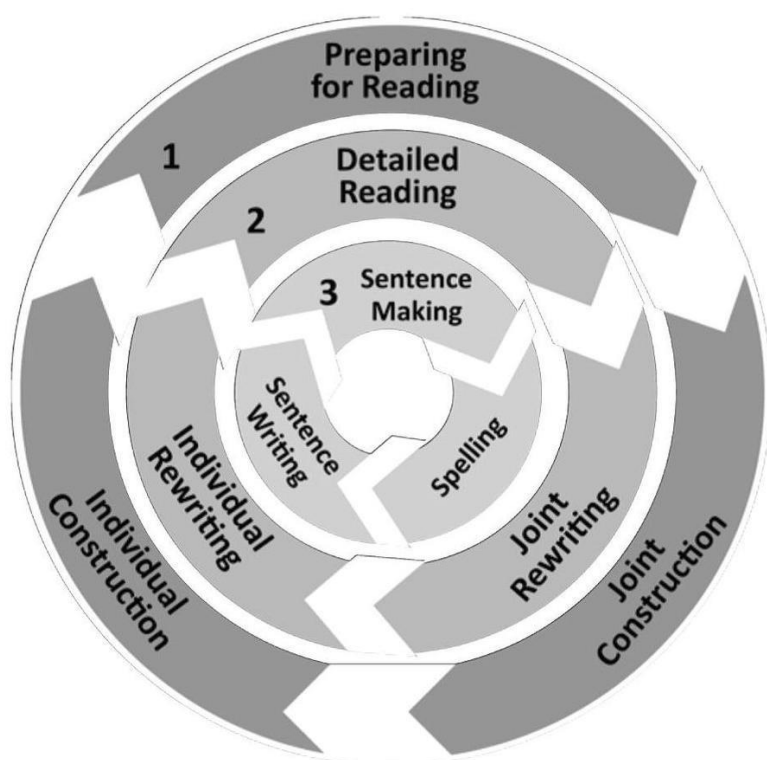 Preparing
for Reading
1
Detailed
Reading
2
Sentence
Making
3
Sentence
Writing
Spelling
Individual
Rewriting
Joint
Rewriting
Individual
Construction
Joint
Construction